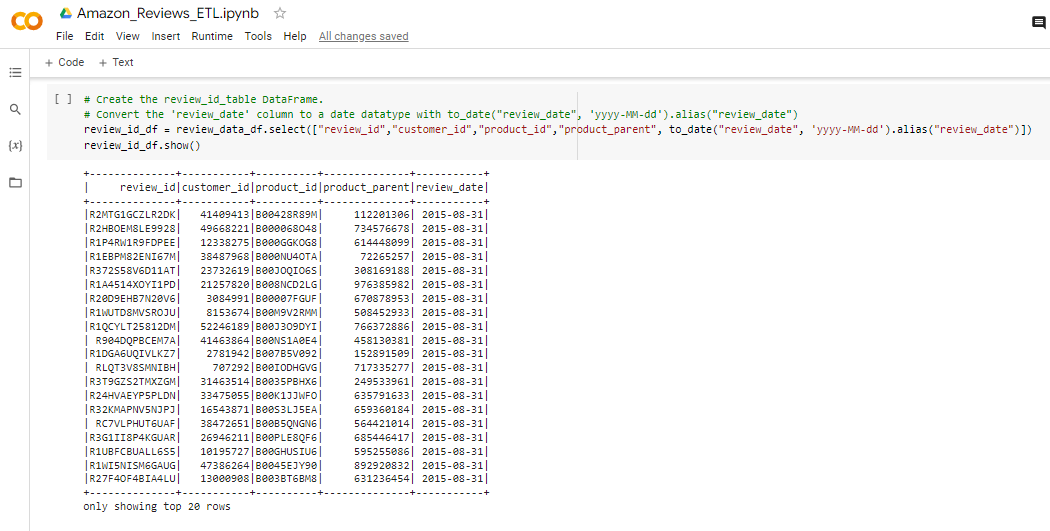 Amazon_Reviews_ETL.ipynb
File Edit View Insert Runtime Tools Help All changes saved
+ Code + Text
[ ] # Create the review_id_table DataFrame.
# Convert the 'review_date' column to a date datatype with to_date("review_date", 'yyyy-MM-dd').alias("review_date")
review_id_df = review_data_df.select(["review_id","customer_id","product_id","product_parent", to_date("review_date", 'yyyy-MM-dd').alias("review_date")])
review_id_df.show()
+--------------+-----------+----------+--------------+-----------+
|     review_id|customer_id|product_id|product_parent|review_date|
+--------------+-----------+----------+--------------+-----------+
|R2MTG1GCZLR2DK|   41409413|B00428R89M|     112201306| 2015-08-31|
|R2HBOEM8LE9928|   49668221|B000068O48|     734576678| 2015-08-31|
|R1P4RW1R9FDPEE|   12338275|B000GGKOG8|     614448099| 2015-08-31|
|R1EBPM82ENI67M|   38487968|B000NU4OTA|      72265257| 2015-08-31|
|R372S58V6D11AT|   23732619|B00JOQIO6S|     308169188| 2015-08-31|
|R1A4514XOYI1PD|   21257820|B008NCD2LG|     976385982| 2015-08-31|
|R20D9EHB7N20V6|    3084991|B00007FGUF|     670878953| 2015-08-31|
|R1WUTD8MVSROJU|    8153674|B00M9V2RMM|     508452933| 2015-08-31|
|R1QCYLT25812DM|   52246189|B00J3O9DYI|     766372886| 2015-08-31|
| R904DQPBCEM7A|   41463864|B00NS1A0E4|     458130381| 2015-08-31|
|R1DGA6UQIVLKZ7|    2781942|B007B5V092|     152891509| 2015-08-31|
| RLQT3V8SMNIBH|     707292|B00IODHGVG|     717335277| 2015-08-31|
|R3T9GZS2TMXZGM|   31463514|B0035PBHX6|     249533961| 2015-08-31|
|R24HVAEYP5PLDN|   33475055|B00K1JJWFO|     635791633| 2015-08-31|
|R32KMAPNV5NJPJ|   16543871|B00S3LJ5EA|     659360184| 2015-08-31|
| RC7VLPHUT6UAF|   38472651|B00B5QNGN6|     564421014| 2015-08-31|
|R3G1II8P4KGUAR|   26946211|B00PLE8QF6|     685446417| 2015-08-31|
|R1UBFCBUALL6S5|   10195727|B00GHUSIU6|     595255086| 2015-08-31|
|R1WI5NISM6GAUG|   47386264|B0045EJY90|     892920832| 2015-08-31|
|R27F4OF4BIA4LU|   13000908|B003BT6BM8|     631236454| 2015-08-31|
+--------------+-----------+----------+--------------+-----------+
only showing top 20 rows